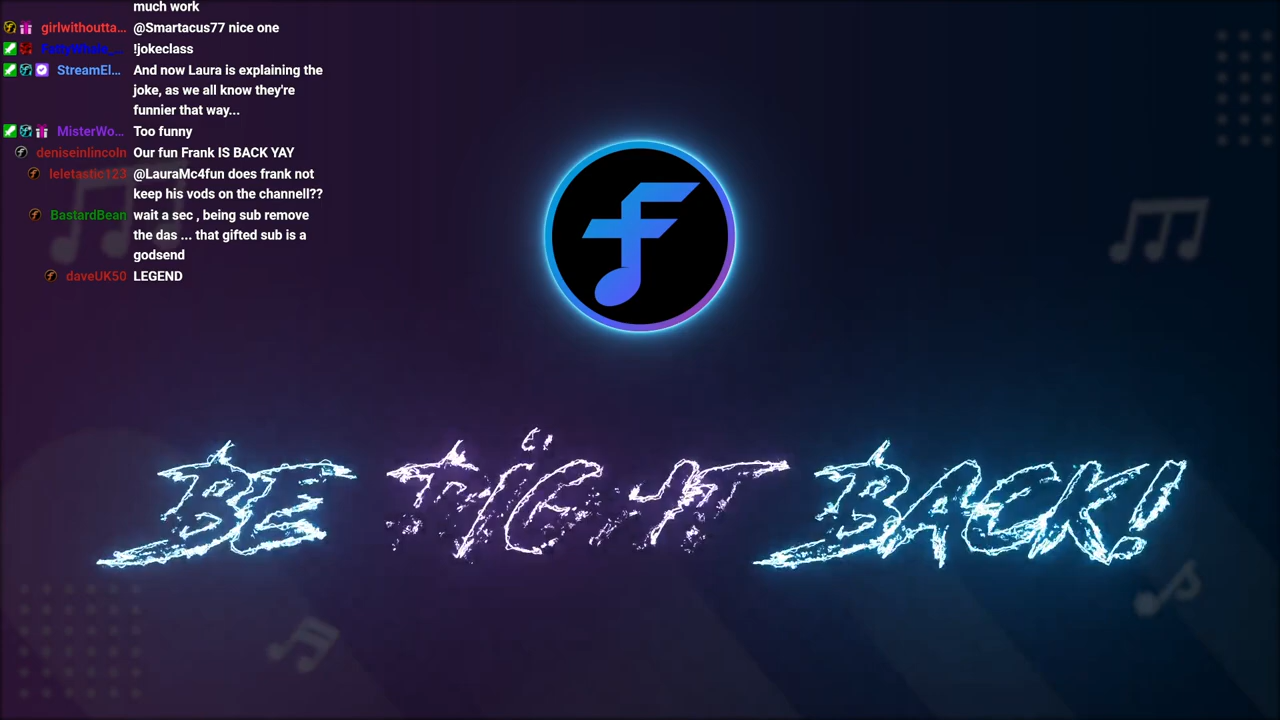 much work
girlwithoutta... @Smartacus77 nice one
FattyWhale_... !jokeclass
StreamEl... And now Laura is explaining the
joke, as we all know they're
funnier that way...
MisterWo... Too funny
deniseinlincoln Our fun Frank IS BACK YAY
leletastic123 @LauraMc4fun does frank not
keep his vods on the channell??
BastardBean wait a sec , being sub remove
the das ... that gifted sub is a
godsend
daveUK50 LEGEND
BE RIGHT BACK!